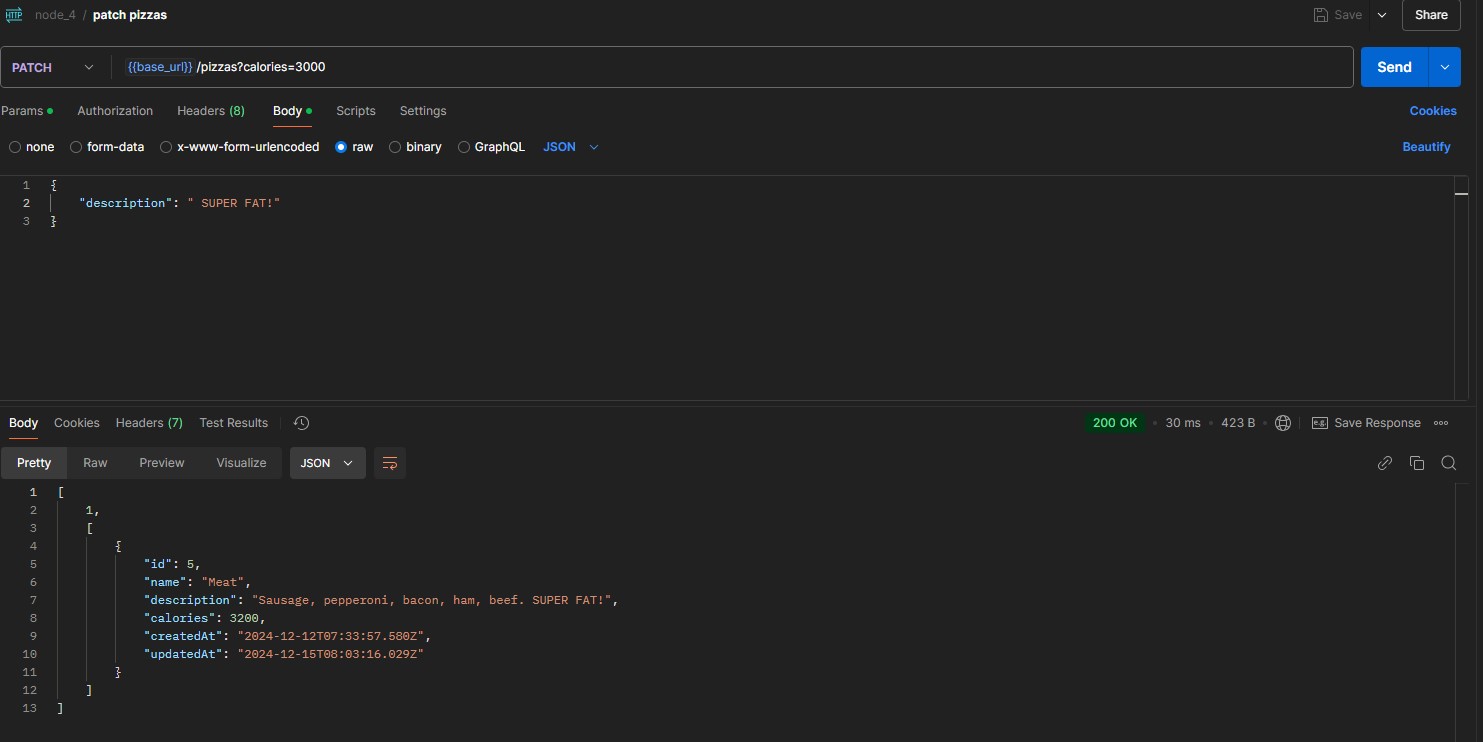 HTTP node_4 / patch pizzas Save Share
PATCH {{base_url}} /pizzas?calories=3000 Send
Params Authorization Headers (8) Body Scripts Settings Cookies
none form-data x-www-form-urlencoded raw binary GraphQL JSON Beautify
1 {
2 "description": " SUPER FAT!"
3 }
Body Cookies Headers (7) Test Results 200 OK 30 ms 423 B e.g. Save Response
Pretty Raw Preview Visualize JSON
1 [
2 1,
3 [
4 {
5 "id": 5,
6 "name": "Meat",
7 "description": "Sausage, pepperoni, bacon, ham, beef. SUPER FAT!",
8 "calories": 3200,
9 "createdAt": "2024-12-12T07:33:57.580Z",
10 "updatedAt": "2024-12-15T08:03:16.029Z"
11 }
12 ]
13 ]